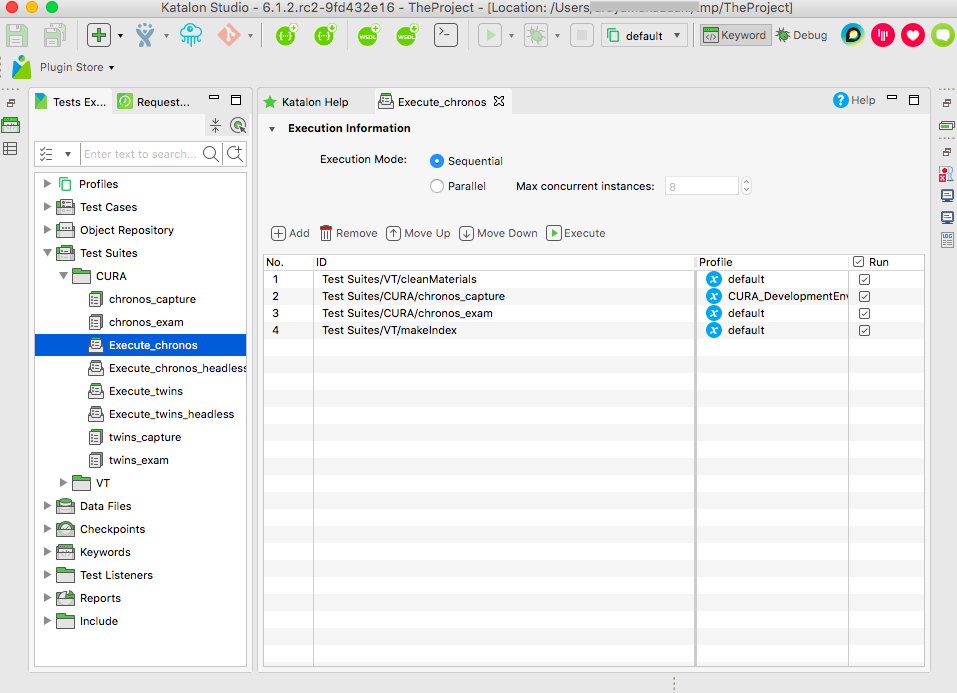 Katalon Studio - 6.1.2.rc2-9fd432e16 - TheProject - [Location: /Users, mp/TheProject]
WSDL WSDL default Keyword Debug
Plugin Store
Tests Ex... Request...
Enter text to search...
Profiles
Test Cases
Object Repository
Test Suites
CURA
chronos_capture
chronos_exam
Execute_chronos
Execute_chronos_headless
Execute_twins
Execute_twins_headless
twins_capture
twins_exam
VT
Data Files
Checkpoints
Keywords
Test Listeners
Reports
Include
Katalon Help Execute_chronos Help
Execution Information
Execution Mode: Sequential
Parallel Max concurrent instances: 8
Add Remove Move Up Move Down Execute
No. ID Profile Run
1 Test Suites/VT/cleanMaterials default
2 Test Suites/CURA/chronos_capture CURA_DevelopmentEnv
3 Test Suites/CURA/chronos_exam default
4 Test Suites/VT/makeIndex default
LOG